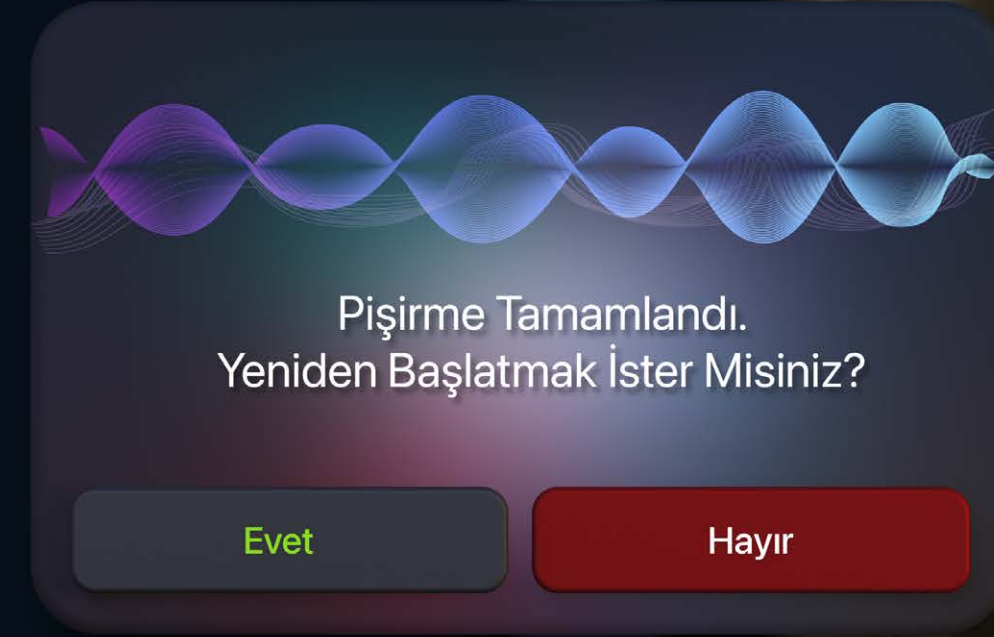 Pişirme Tamamlandı.
Yeniden Başlatmak İster Misiniz?
Evet
Hayır